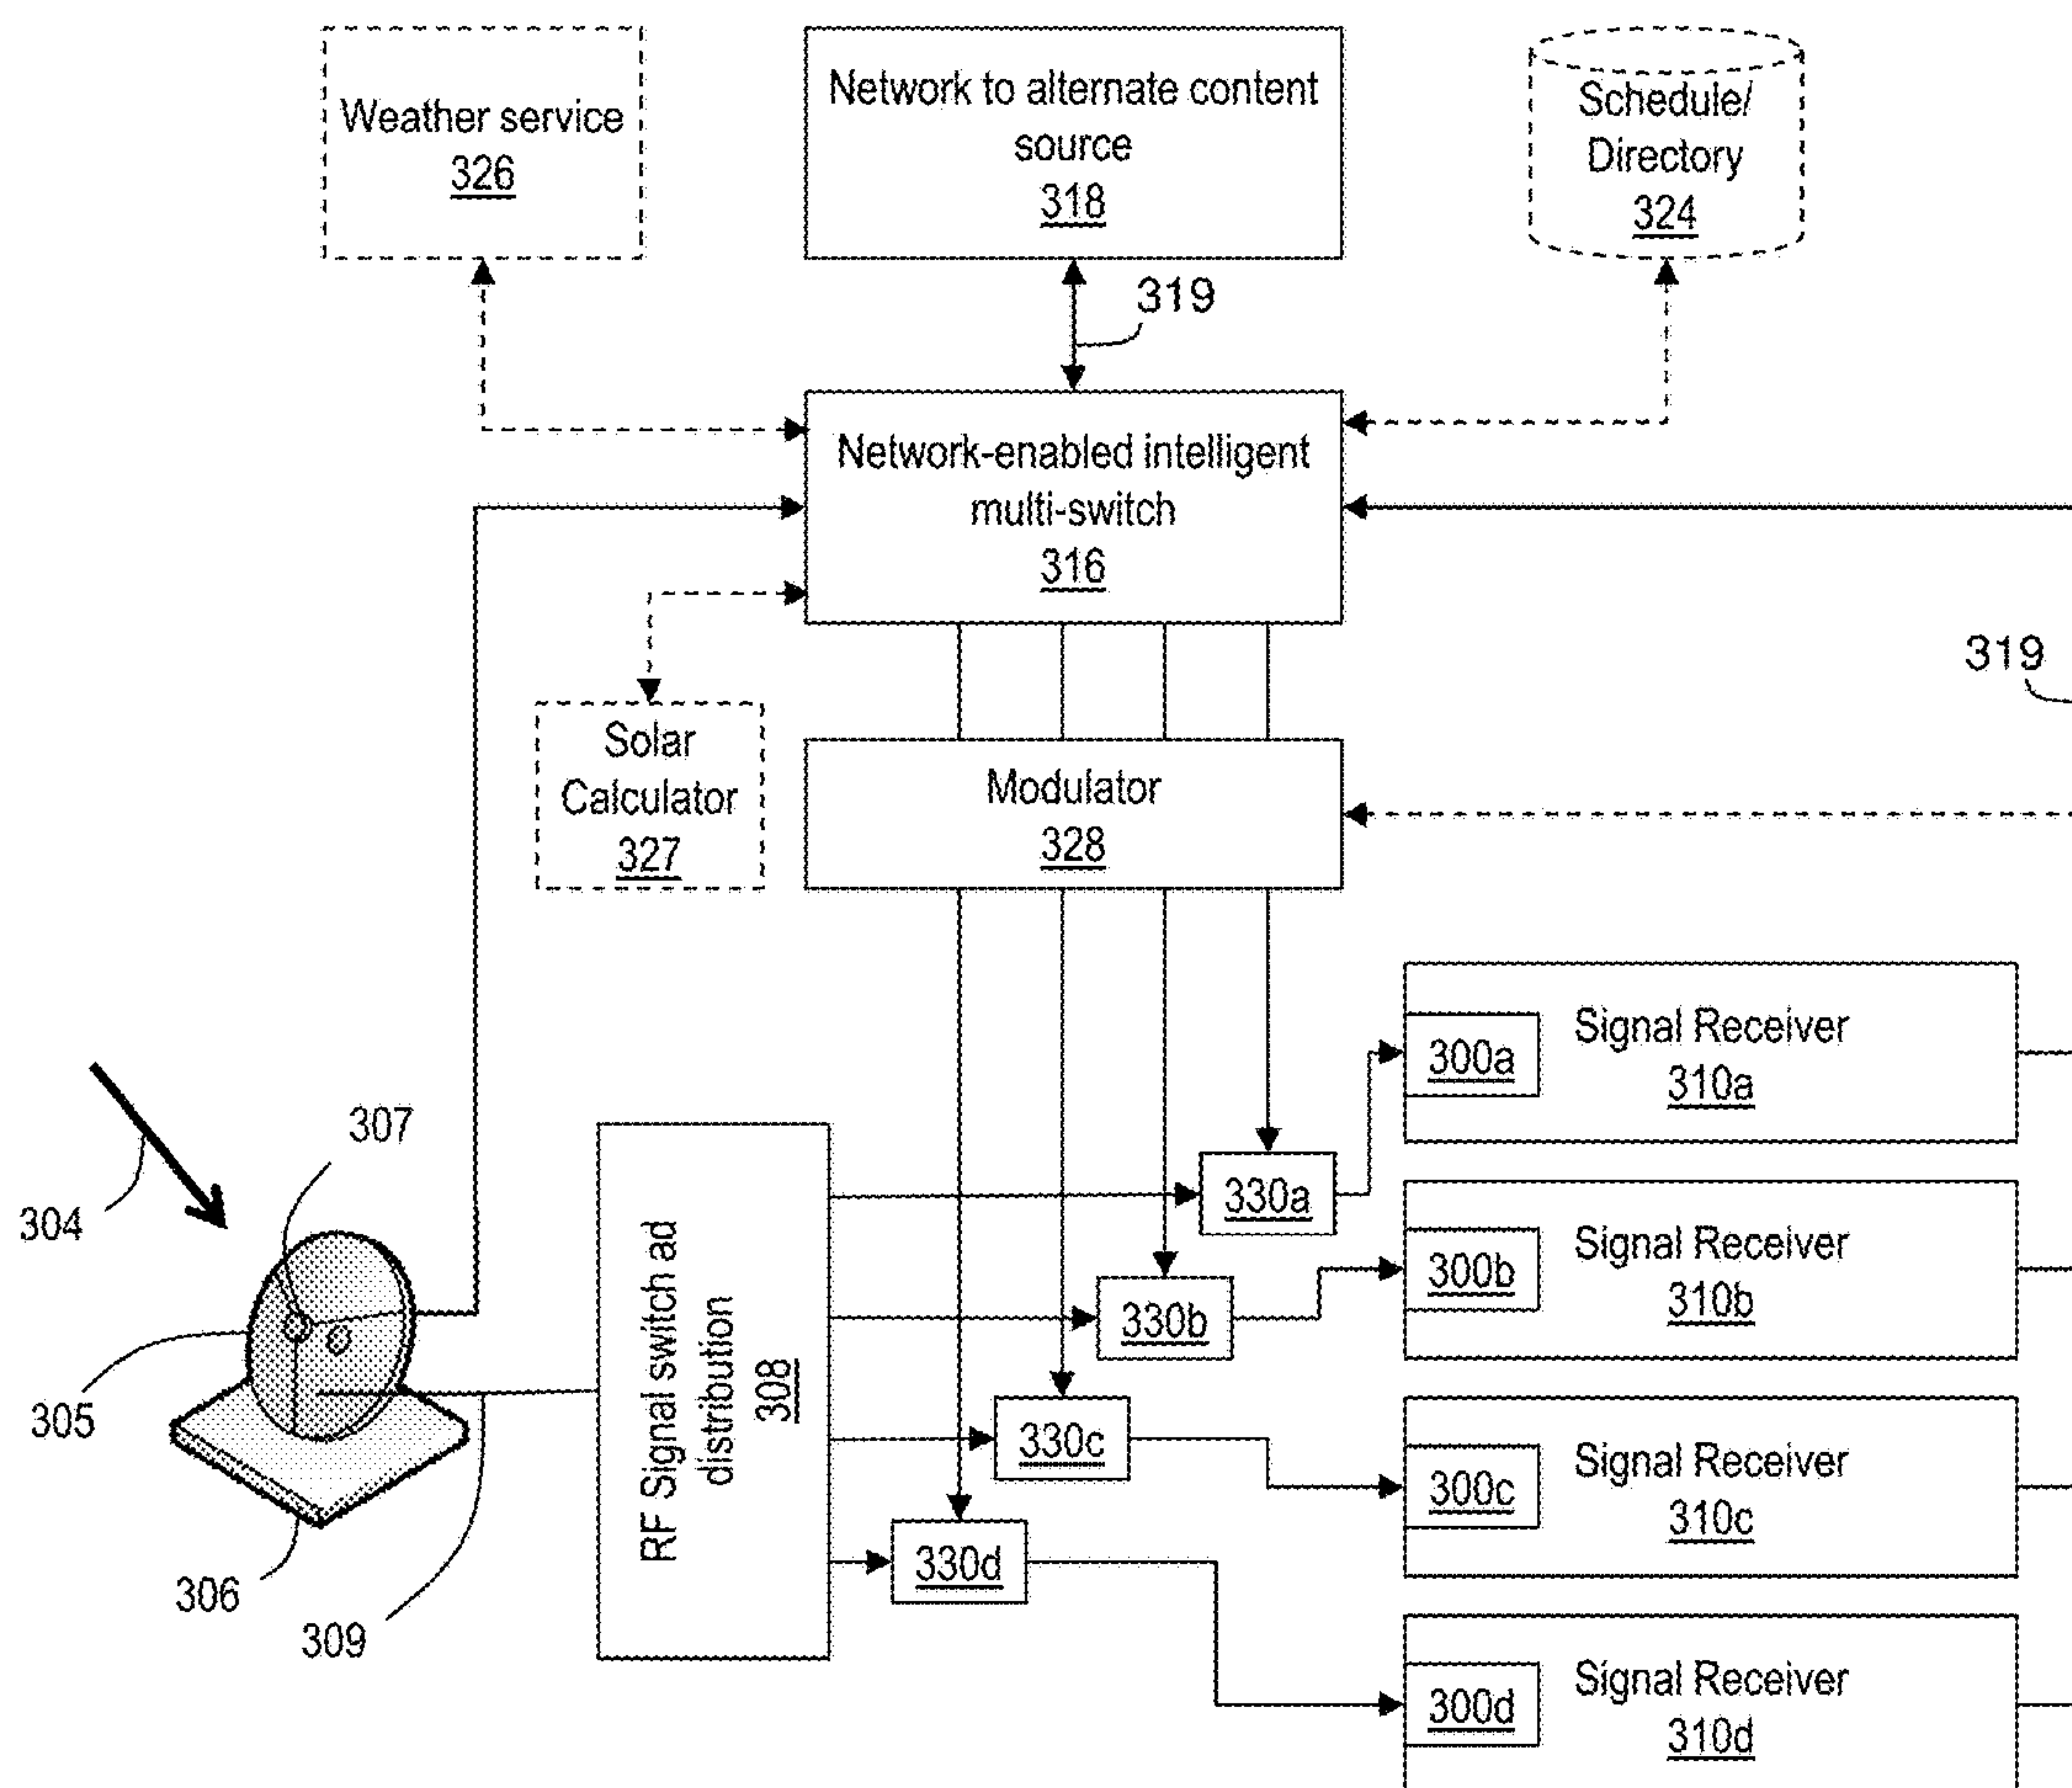 Weather service
326
Network to alternate content
source
318
Schedule/
Directory
324
319
Network-enabled intelligent
multi-switch
316
319
Solar
Calculator
327
Modulator
328
304
307
305
306
309
RF Signal switch ad
distribution
308
330a
330b
330c
330d
300a
Signal Receiver
310a
300b
Signal Receiver
310b
300c
Signal Receiver
310c
300d
Signal Receiver
310d